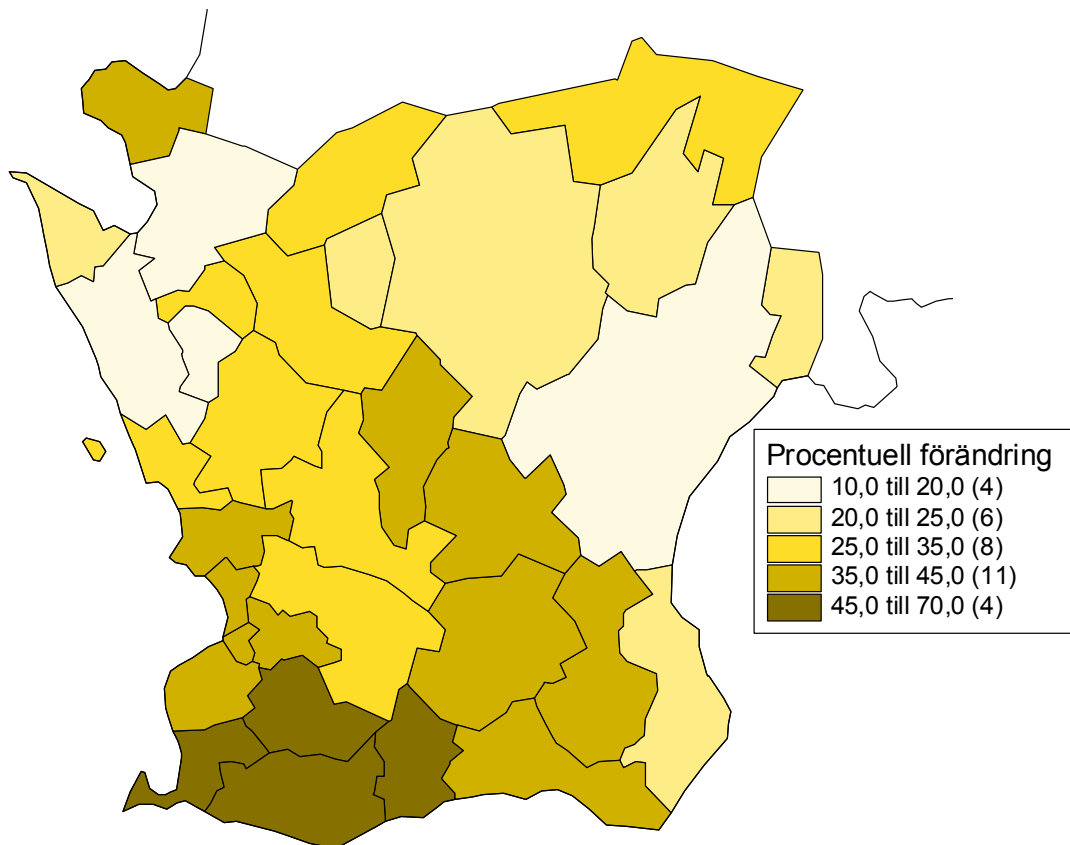 Procentuell förändring
10,0 till 20,0 (4)
20,0 till 25,0 (6)
25,0 till 35,0 (8)
35,0 till 45,0 (11)
45,0 till 70,0 (4)